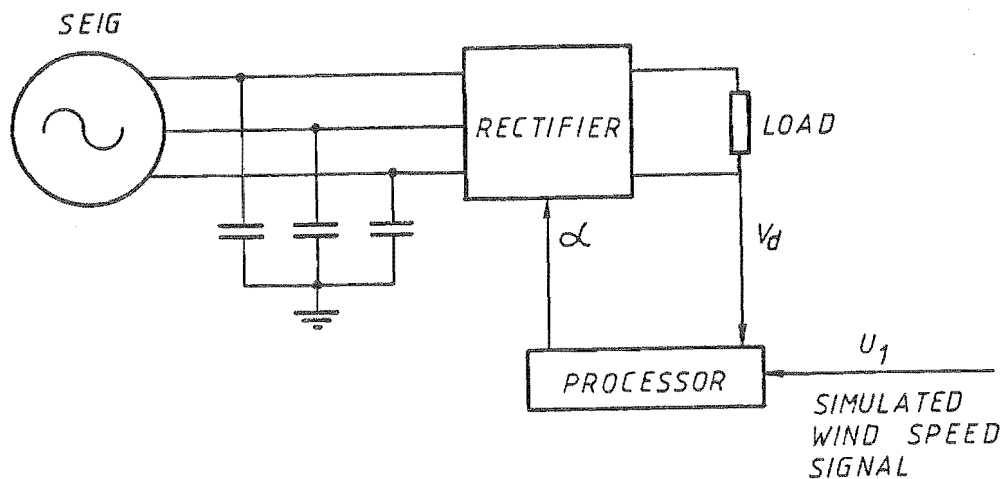 SEIG
RECTIFIER
LOAD
α
Vd
U1
PROCESSOR
SIMULATED
WIND SPEED
SIGNAL